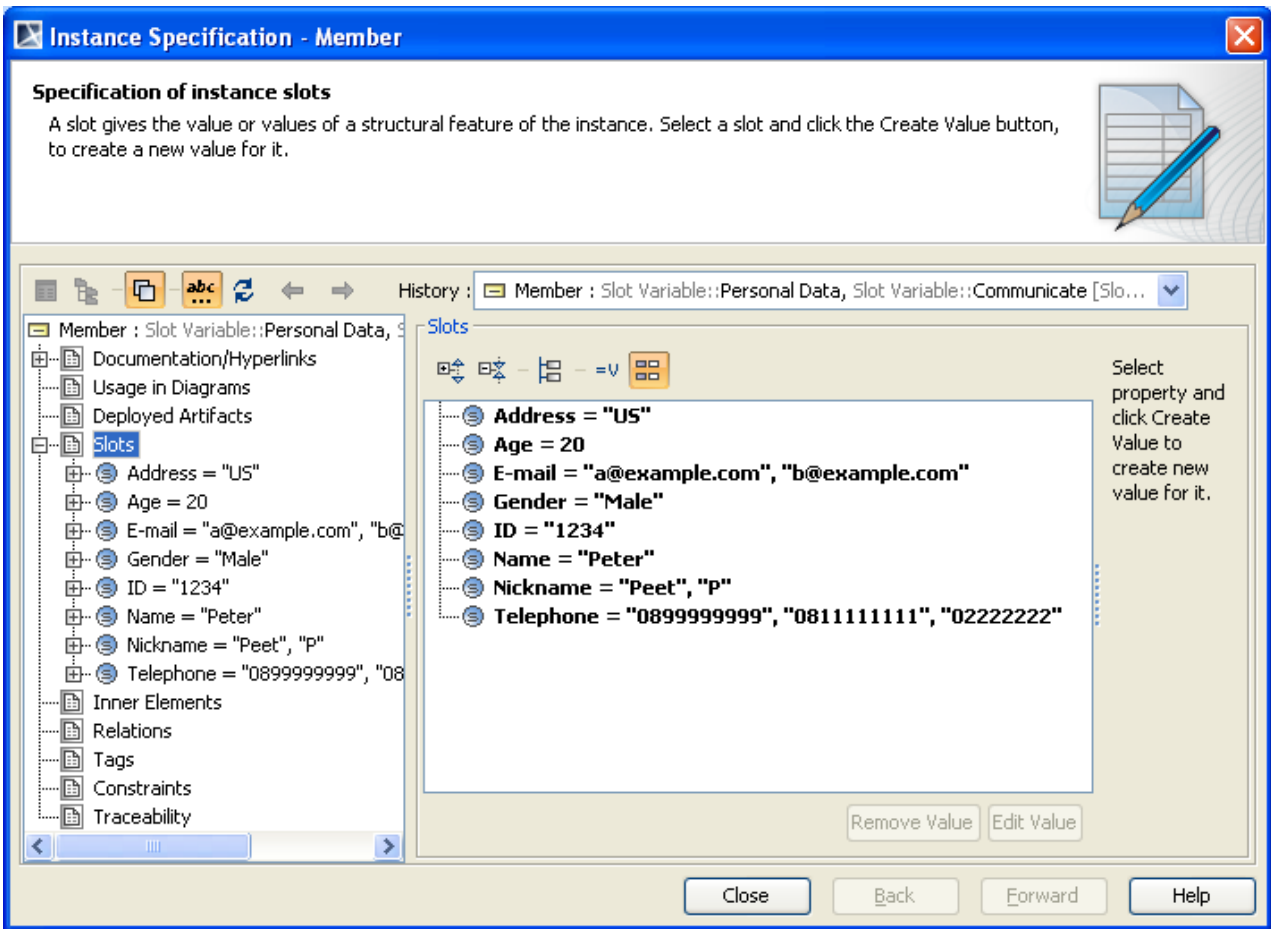 Instance Specification - Member
Specification of instance slots
A slot gives the value or values of a structural feature of the instance. Select a slot and click the Create Value button,
to create a new value for it.
abc
...
History : Member : Slot Variable::Personal Data, Slot Variable::Communicate [Slo...
Member : Slot Variable::Personal Data, S
Documentation/Hyperlinks
Usage in Diagrams
Deployed Artifacts
Slots
Address = "US"
Age = 20
E-mail = "a@example.com", "b@
Gender = "Male"
ID = "1234"
Name = "Peter"
Nickname = "Peet", "P"
Telephone = "0899999999", "08
Inner Elements
Relations
Tags
Constraints
Traceability
Slots
=V
Address = "US"
Age = 20
E-mail = "a@example.com", "b@example.com"
Gender = "Male"
ID = "1234"
Name = "Peter"
Nickname = "Peet", "P"
Telephone = "0899999999", "0811111111", "02222222"
Select
property and
click Create
Value to
create new
value for it.
Remove Value Edit Value
Close Back Forward Help